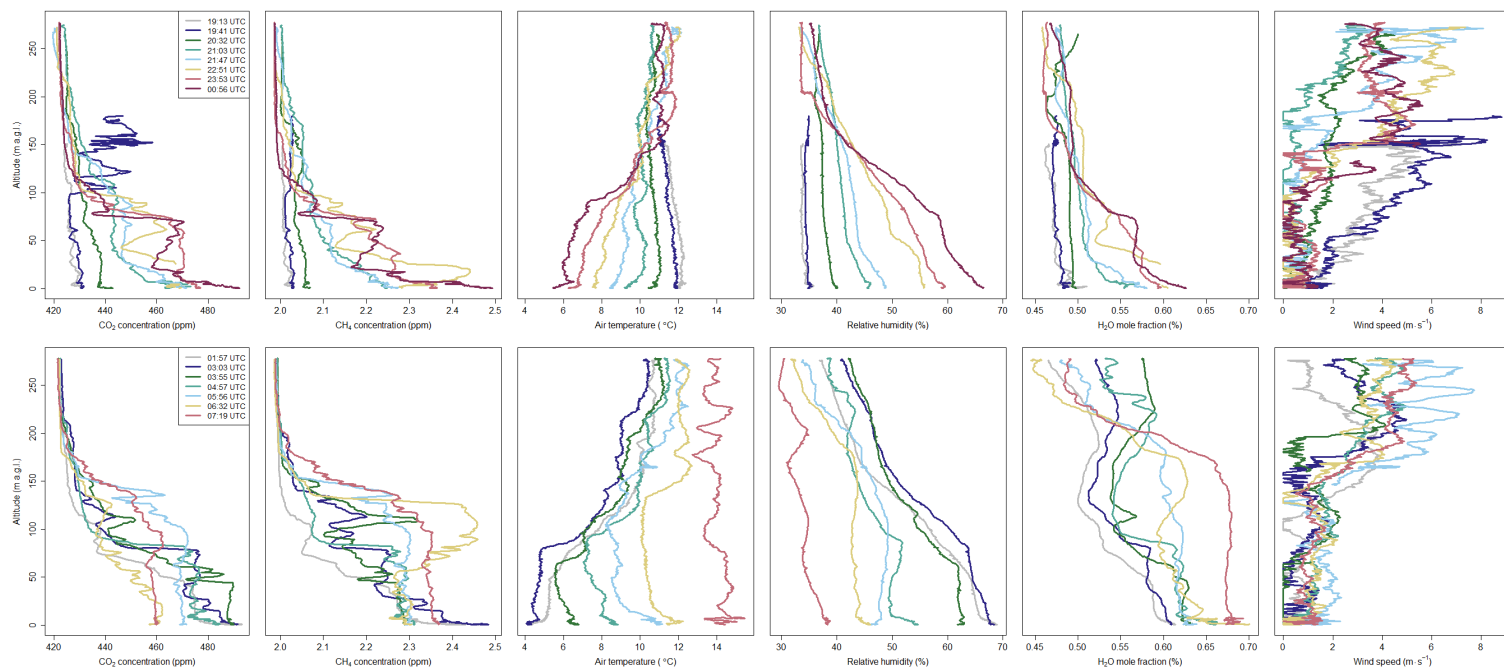 19:13 UTC
19:41 UTC
20:32 UTC
21:03 UTC
21:47 UTC
22:51 UTC
23:53 UTC
00:56 UTC
Altitude (m a g l)
0 50 100 150 200 250
420 440 460 480
CO2 concentration (ppm)
2.0 2.1 2.2 2.3 2.4 2.5
CH4 concentration (ppm)
4 6 8 10 12 14
Air temperature ( °C)
30 40 50 60 70
Relative humidity (%)
0.45 0.50 0.55 0.60 0.65 0.70
H2O mole fraction (%)
0 2 4 6 8
Wind speed (m· s−1)
01:57 UTC
03:03 UTC
03:55 UTC
04:57 UTC
05:56 UTC
06:32 UTC
07:19 UTC
Altitude (m a.g.l.)
0 50 100 150 200 250
420 440 460 480
CO2 concentration (ppm)
2.0 2.1 2.2 2.3 2.4 2.5
CH4 concentration (ppm)
4 6 8 10 12 14
Air temperature ( °C)
30 40 50 60 70
Relative humidity (%)
0.45 0.50 0.55 0.60 0.65 0.70
H2O mole fraction (%)
0 2 4 6 8
Wind speed (m· s−1)